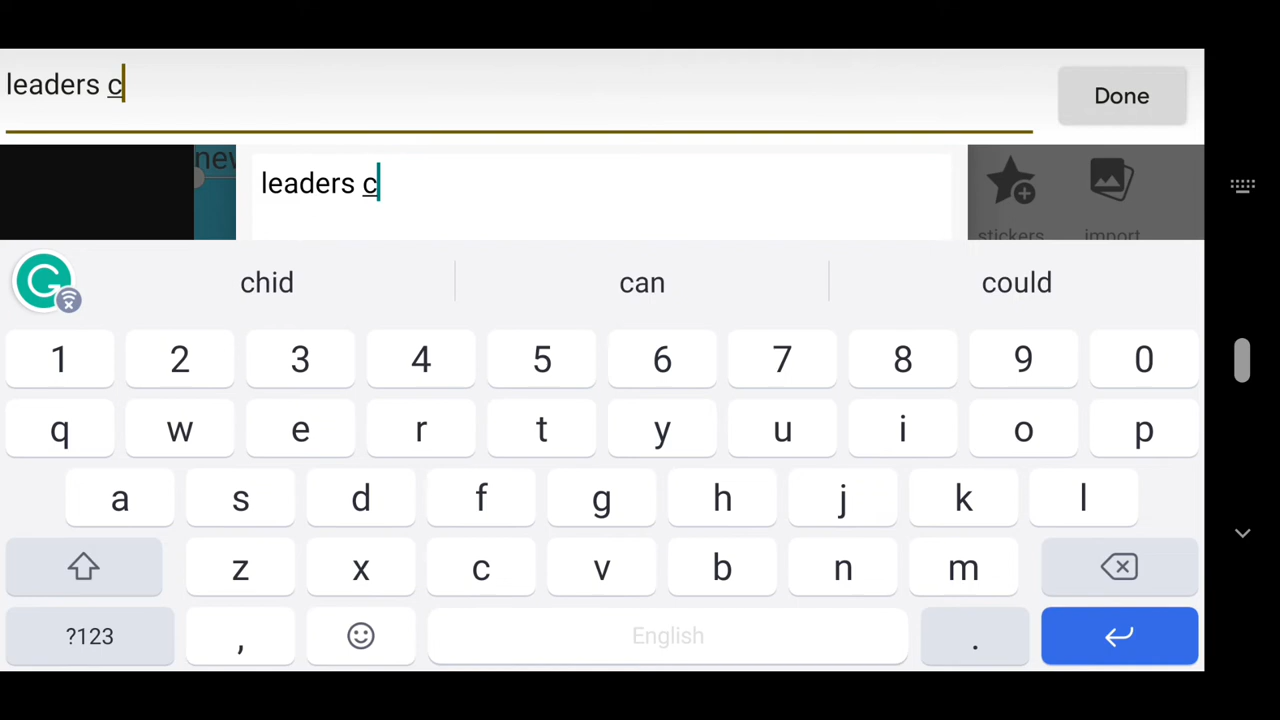 leaders c
Done
new
leaders c
stickers
import
chid can could
1 2 3 4 5 6 7 8 9 0
q w e r t y u i o p
a s d f g h j k l
z x c v b n m
?123 , English .